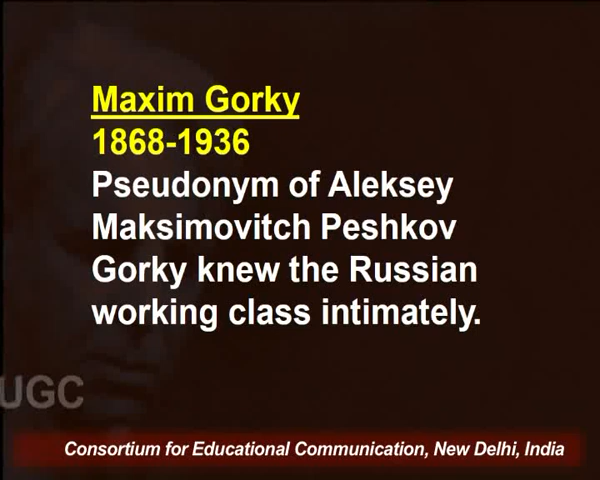 Maxim Gorky
1868-1936
Pseudonym of Aleksey
Maksimovitch Peshkov
Gorky knew the Russian
working class intimately.
UGC
Consortium for Educational Communication, New Delhi, India